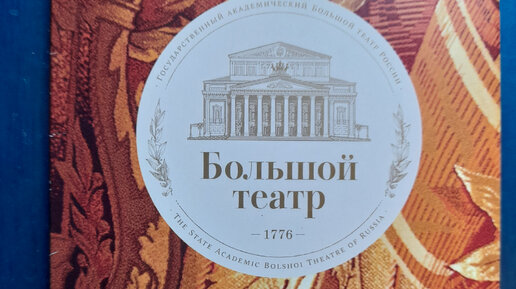 Государственный академический Большой театр России
Большой
театр
1776
The State Academic Bolshoi Theatre of Russia